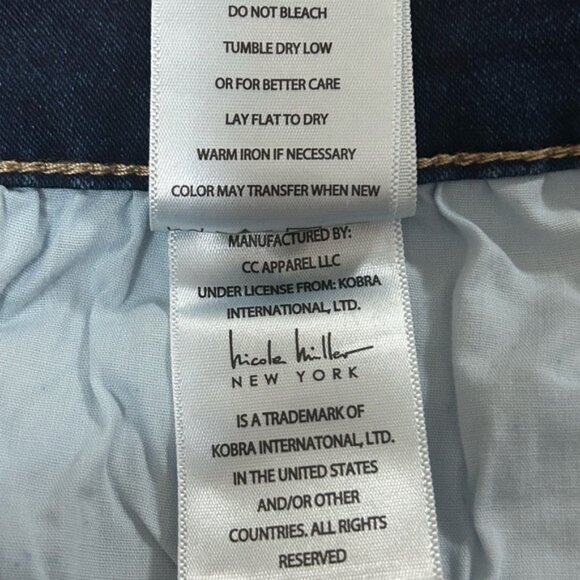 DO NOT BLEACH
TUMBLE DRY LOW
OR FOR BETTER CARE
LAY FLAT TO DRY
WARM IRON IF NECESSARY
COLOR MAY TRANSFER WHEN NEW
MANUFACTURED BY:
CC APPAREL LLC
UNDER LICENSE FROM: KOBRA
INTERNATIONAL, LTD.
nicole miller
NEW YORK
IS A TRADEMARK OF
KOBRA INTERNATONAL, LTD.
IN THE UNITED STATES
AND/OR OTHER
COUNTRIES. ALL RIGHTS
RESERVED